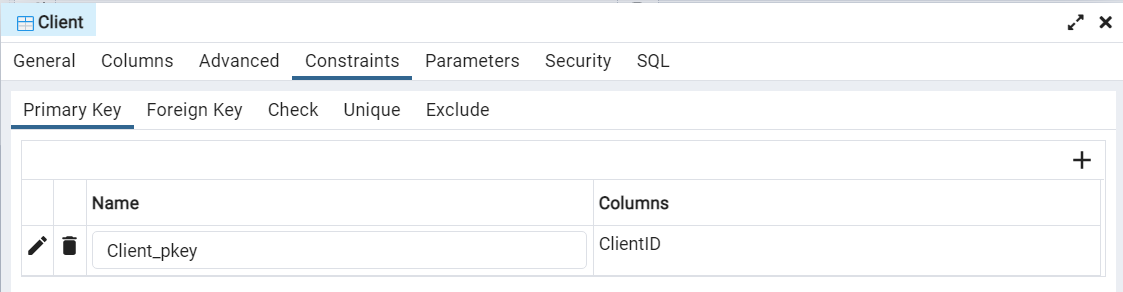 Client
General Columns Advanced Constraints Parameters Security SQL
Primary Key Foreign Key Check Unique Exclude
Name Columns
Client_pkey ClientID